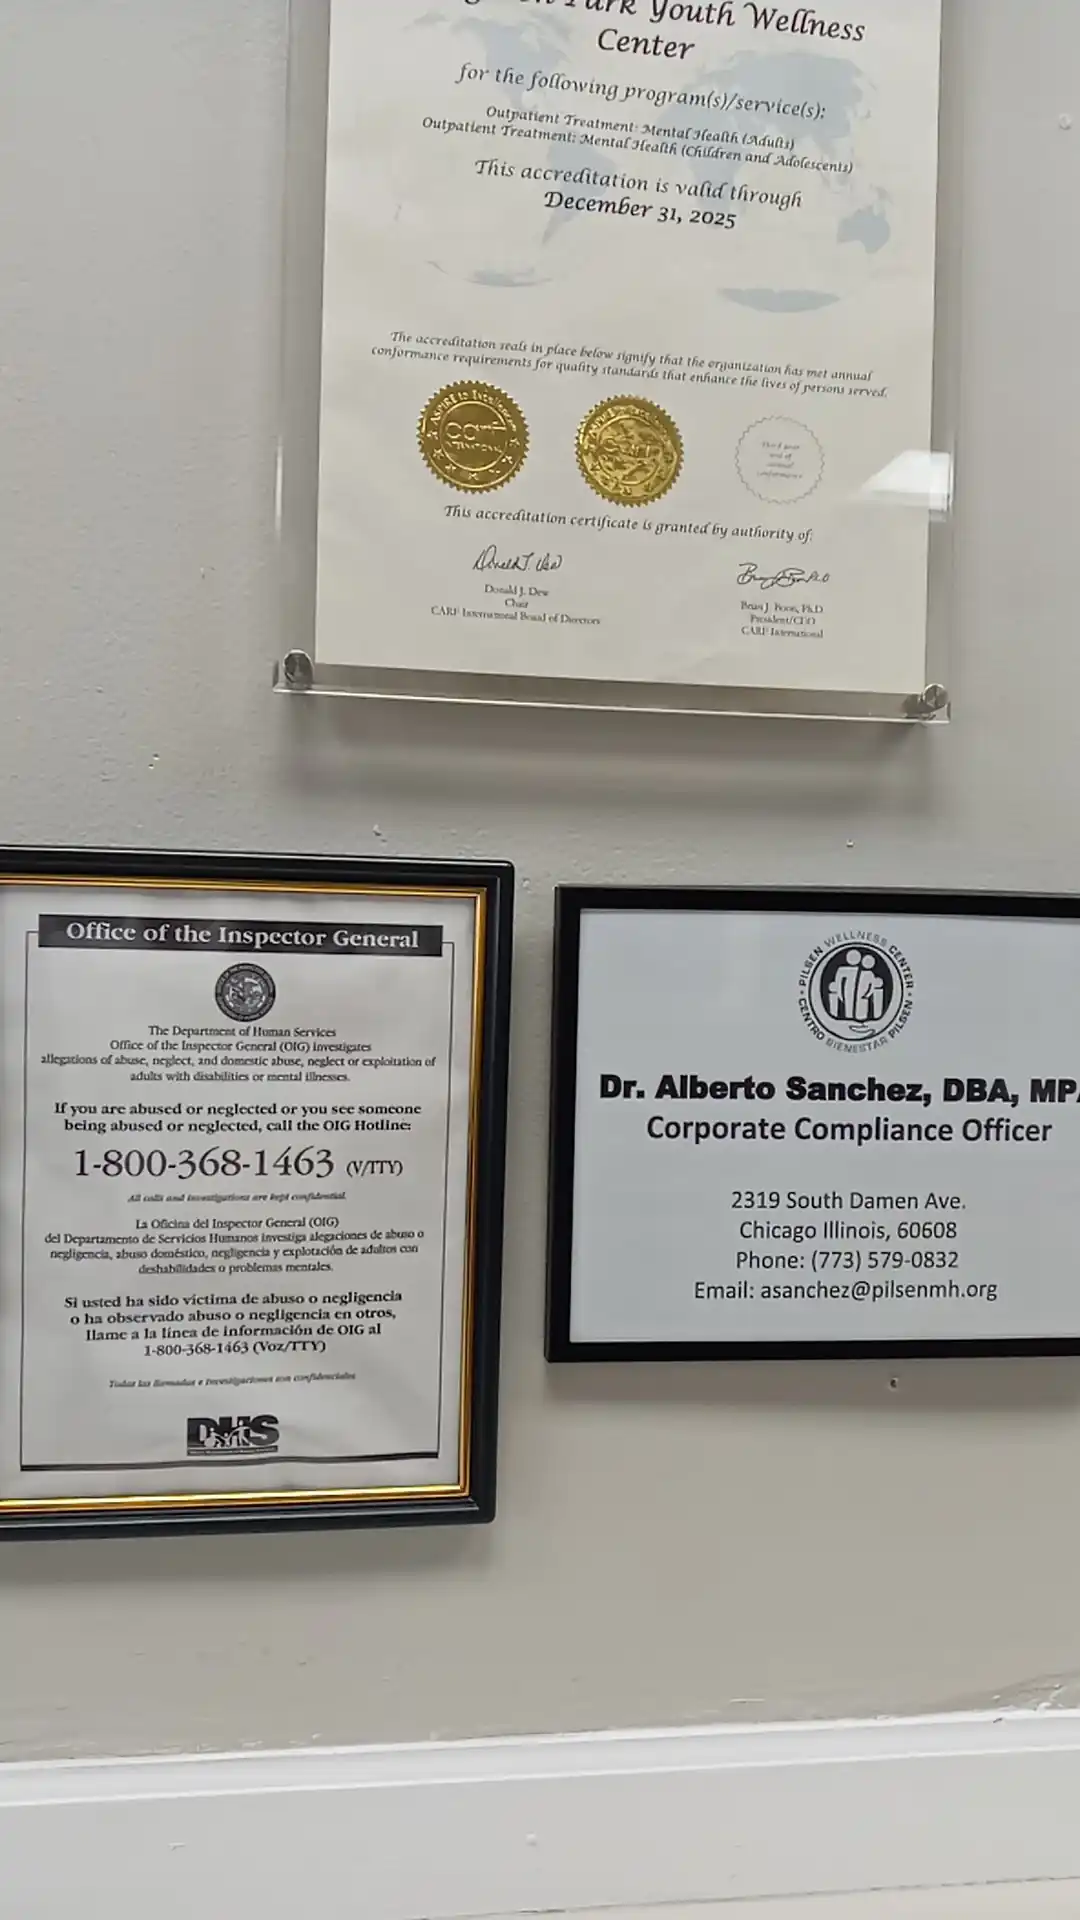 Park Youth Wellness
Center
for the following program(s)/service(s):
Outpatient Treatment: Mental Health (Adults)
Outpatient Treatment: Mental Health (Children and Adolescents)
This accreditation is valid through
December 31, 2025
The accreditation seals in place below signify that the organization has met annual
conformance requirements for quality standards that enhance the lives of persons served.
This accreditation certificate is granted by authority of:
Donald J. Dew
Chair
CARF International Board of Directors
Brian J. Boon, Ph.D.
President/CEO
CARF International
Office of the Inspector General
The Department of Human Services
Office of the Inspector General (OIG) investigates
allegations of abuse, neglect, and domestic abuse, neglect or exploitation of
adults with disabilities or mental illnesses.
If you are abused or neglected or you see someone
being abused or neglected, call the OIG Hotline:
1-800-368-1463 (V/TTY)
All calls and investigations are kept confidential.
La Oficina del Inspector General (OIG)
del Departamento de Servicios Humanos investiga alegaciones de abuso o
negligencia, abuso doméstico, negligencia y explotación de adultos con
deshabilidades o problemas mentales.
Si usted ha sido víctima de abuso o negligencia
o ha observado abuso o negligencia en otros,
llame a la línea de información de OIG al
1-800-368-1463 (Voz/TTY)
Todas las llamadas e investigaciones son confidenciales
DHS
PILSEN WELLNESS CENTER
CENTRO BIENESTAR PILSEN
Dr. Alberto Sanchez, DBA, MPA
Corporate Compliance Officer
2319 South Damen Ave.
Chicago Illinois, 60608
Phone: (773) 579-0832
Email: asanchez@pilsenmh.org